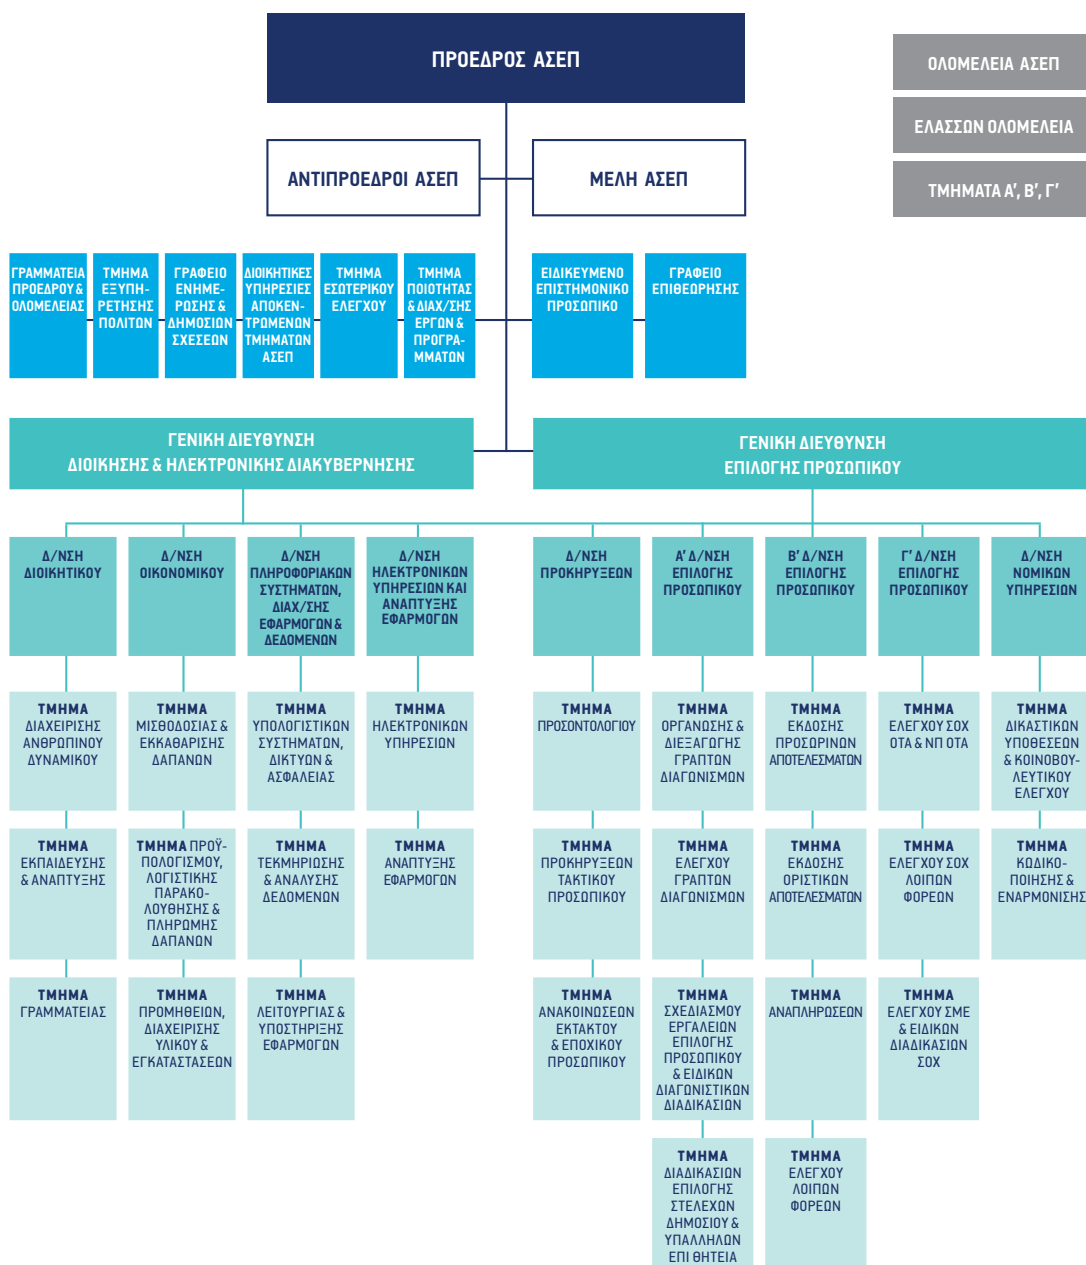 ΠΡΟΕΔΡΟΣ ΑΣΕΠ
ΟΛΟΜΕΛΕΙΑ ΑΣΕΠ
ΕΛΑΣΣΩΝ ΟΛΟΜΕΛΕΙΑ
ΤΜΗΜΑΤΑ Α', Β', Γ'
ΑΝΤΙΠΡΟΕΔΡΟΙ ΑΣΕΠ
ΜΕΛΗ ΑΣΕΠ
ΓΡΑΜΜΑΤΕΙΑ
ΠΡΟΕΔΡΟΥ &
ΟΛΟΜΕΛΕΙΑΣ
ΤΜΗΜΑ
ΕΞΥΠΗ-
ΡΕΤΗΣΗΣ
ΠΟΛΙΤΩΝ
ΓΡΑΦΕΙΟ
ΕΝΗΜΕ-
ΡΩΣΗΣ &
ΔΗΜΟΣΙΩΝ
ΣΧΕΣΕΩΝ
ΔΙΟΙΚΗΤΙΚΕΣ
ΥΠΗΡΕΣΙΕΣ
ΑΠΟΚΕΝ-
ΤΡΩΜΕΝΩΝ
ΤΜΗΜΑΤΩΝ
ΑΣΕΠ
ΤΜΗΜΑ
ΕΣΩΤΕΡΙΚΟΥ
ΕΛΕΓΧΟΥ
ΤΜΗΜΑ
ΠΟΙΟΤΗΤΑΣ
& ΔΙΑΧ/ΣΗΣ
ΕΡΓΩΝ &
ΠΡΟΓΡΑ-
ΜΜΑΤΩΝ
ΕΙΔΙΚΕΥΜΕΝΟ
ΕΠΙΣΤΗΜΟΝΙΚΟ
ΠΡΟΣΩΠΙΚΟ
ΓΡΑΦΕΙΟ
ΕΠΙΘΕΩΡΗΣΗΣ
ΓΕΝΙΚΗ ΔΙΕΥΘΥΝΣΗ
ΔΙΟΙΚΗΣΗΣ & ΗΛΕΚΤΡΟΝΙΚΗΣ ΔΙΑΚΥΒΕΡΝΗΣΗΣ
ΓΕΝΙΚΗ ΔΙΕΥΘΥΝΣΗ
ΕΠΙΛΟΓΗΣ ΠΡΟΣΩΠΙΚΟΥ
Δ/ΝΣΗ
ΔΙΟΙΚΗΤΙΚΟΥ
Δ/ΝΣΗ
ΟΙΚΟΝΟΜΙΚΟΥ
Δ/ΝΣΗ
ΠΛΗΡΟΦΟΡΙΑΚΩΝ
ΣΥΣΤΗΜΑΤΩΝ,
ΔΙΑΧ/ΣΗΣ
ΕΦΑΡΜΟΓΩΝ &
ΔΕΔΟΜΕΝΩΝ
Δ/ΝΣΗ
ΗΛΕΚΤΡΟΝΙΚΩΝ
ΥΠΗΡΕΣΙΩΝ ΚΑΙ
ΑΝΑΠΤΥΞΗΣ
ΕΦΑΡΜΟΓΩΝ
Δ/ΝΣΗ
ΠΡΟΚΗΡΥΞΕΩΝ
Α' Δ/ΝΣΗ
ΕΠΙΛΟΓΗΣ
ΠΡΟΣΩΠΙΚΟΥ
Β' Δ/ΝΣΗ
ΕΠΙΛΟΓΗΣ
ΠΡΟΣΩΠΙΚΟΥ
Γ' Δ/ΝΣΗ
ΕΠΙΛΟΓΗΣ
ΠΡΟΣΩΠΙΚΟΥ
Δ/ΝΣΗ
ΝΟΜΙΚΩΝ
ΥΠΗΡΕΣΙΩΝ
ΤΜΗΜΑ
ΔΙΑΧΕΙΡΙΣΗΣ
ΑΝΘΡΩΠΙΝΟΥ
ΔΥΝΑΜΙΚΟΥ
ΤΜΗΜΑ
ΜΙΣΘΟΔΟΣΙΑΣ &
ΕΚΚΑΘΑΡΙΣΗΣ
ΔΑΠΑΝΩΝ
ΤΜΗΜΑ
ΥΠΟΛΟΓΙΣΤΙΚΩΝ
ΣΥΣΤΗΜΑΤΩΝ,
ΔΙΚΤΥΩΝ &
ΑΣΦΑΛΕΙΑΣ
ΤΜΗΜΑ
ΗΛΕΚΤΡΟΝΙΚΩΝ
ΥΠΗΡΕΣΙΩΝ
ΤΜΗΜΑ
ΠΡΟΣΟΝΤΟΛΟΓΙΟΥ
ΤΜΗΜΑ
ΟΡΓΑΝΩΣΗΣ &
ΔΙΕΞΑΓΩΓΗΣ
ΓΡΑΠΤΩΝ
ΔΙΑΓΩΝΙΣΜΩΝ
ΤΜΗΜΑ
ΕΚΔΟΣΗΣ
ΠΡΟΣΩΡΙΝΩΝ
ΑΠΟΤΕΛΕΣΜΑΤΩΝ
ΤΜΗΜΑ
ΕΛΕΓΧΟΥ ΣΟΧ
ΟΤΑ & ΝΠ ΟΤΑ
ΤΜΗΜΑ
ΔΙΚΑΣΤΙΚΩΝ
ΥΠΟΘΕΣΕΩΝ
& ΚΟΙΝΟΒΟΥ-
ΛΕΥΤΙΚΟΥ
ΕΛΕΓΧΟΥ
ΤΜΗΜΑ
ΕΚΠΑΙΔΕΥΣΗΣ
& ΑΝΑΠΤΥΞΗΣ
ΤΜΗΜΑ ΠΡΟΫ-
ΠΟΛΟΓΙΣΜΟΥ,
ΛΟΓΙΣΤΙΚΗΣ
ΠΑΡΑΚΟ-
ΛΟΥΘΗΣΗΣ &
ΠΛΗΡΩΜΗΣ
ΔΑΠΑΝΩΝ
ΤΜΗΜΑ
ΤΕΚΜΗΡΙΩΣΗΣ
& ΑΝΑΛΥΣΗΣ
ΔΕΔΟΜΕΝΩΝ
ΤΜΗΜΑ
ΑΝΑΠΤΥΞΗΣ
ΕΦΑΡΜΟΓΩΝ
ΤΜΗΜΑ
ΠΡΟΚΗΡΥΞΕΩΝ
ΤΑΚΤΙΚΟΥ
ΠΡΟΣΩΠΙΚΟΥ
ΤΜΗΜΑ
ΕΛΕΓΧΟΥ
ΓΡΑΠΤΩΝ
ΔΙΑΓΩΝΙΣΜΩΝ
ΤΜΗΜΑ
ΕΚΔΟΣΗΣ
ΟΡΙΣΤΙΚΩΝ
ΑΠΟΤΕΛΕΣΜΑΤΩΝ
ΤΜΗΜΑ
ΕΛΕΓΧΟΥ ΣΟΧ
ΛΟΙΠΩΝ
ΦΟΡΕΩΝ
ΤΜΗΜΑ
ΚΩΔΙΚΟ-
ΠΟΙΗΣΗΣ &
ΕΝΑΡΜΟΝΙΣΗΣ
ΤΜΗΜΑ
ΓΡΑΜΜΑΤΕΙΑΣ
ΤΜΗΜΑ
ΠΡΟΜΗΘΕΙΩΝ,
ΔΙΑΧΕΙΡΙΣΗΣ
ΥΛΙΚΟΥ &
ΕΓΚΑΤΑΣΤΑΣΕΩΝ
ΤΜΗΜΑ
ΛΕΙΤΟΥΡΓΙΑΣ &
ΥΠΟΣΤΗΡΙΞΗΣ
ΕΦΑΡΜΟΓΩΝ
ΤΜΗΜΑ
ΑΝΑΚΟΙΝΩΣΕΩΝ
ΕΚΤΑΚΤΟΥ
& ΕΠΟΧΙΚΟΥ
ΠΡΟΣΩΠΙΚΟΥ
ΤΜΗΜΑ
ΣΧΕΔΙΑΣΜΟΥ
ΕΡΓΑΛΕΙΩΝ
ΕΠΙΛΟΓΗΣ
ΠΡΟΣΩΠΙΚΟΥ
& ΕΙΔΙΚΩΝ
ΔΙΑΓΩΝΙΣΤΙΚΩΝ
ΔΙΑΔΙΚΑΣΙΩΝ
ΤΜΗΜΑ
ΑΝΑΠΛΗΡΩΣΕΩΝ
ΤΜΗΜΑ
ΕΛΕΓΧΟΥ ΣΜΕ
& ΕΙΔΙΚΩΝ
ΔΙΑΔΙΚΑΣΙΩΝ
ΣΟΧ
ΤΜΗΜΑ
ΔΙΑΔΙΚΑΣΙΩΝ
ΕΠΙΛΟΓΗΣ
ΣΤΕΛΕΧΩΝ
ΔΗΜΟΣΙΟΥ &
ΥΠΑΛΛΗΛΩΝ
ΕΠΙ ΘΗΤΕΙΑ
ΤΜΗΜΑ
ΕΛΕΓΧΟΥ
ΛΟΙΠΩΝ
ΦΟΡΕΩΝ